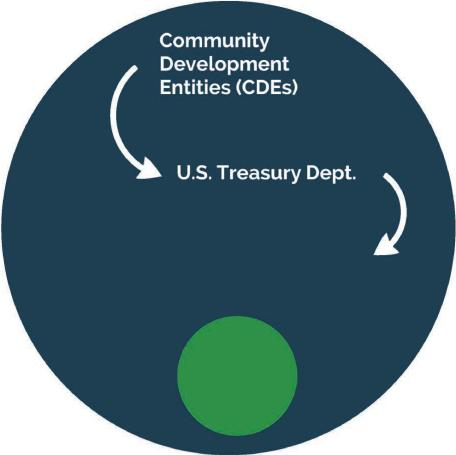 Community
Development
Entities (CDEs)
U.S. Treasury Dept.